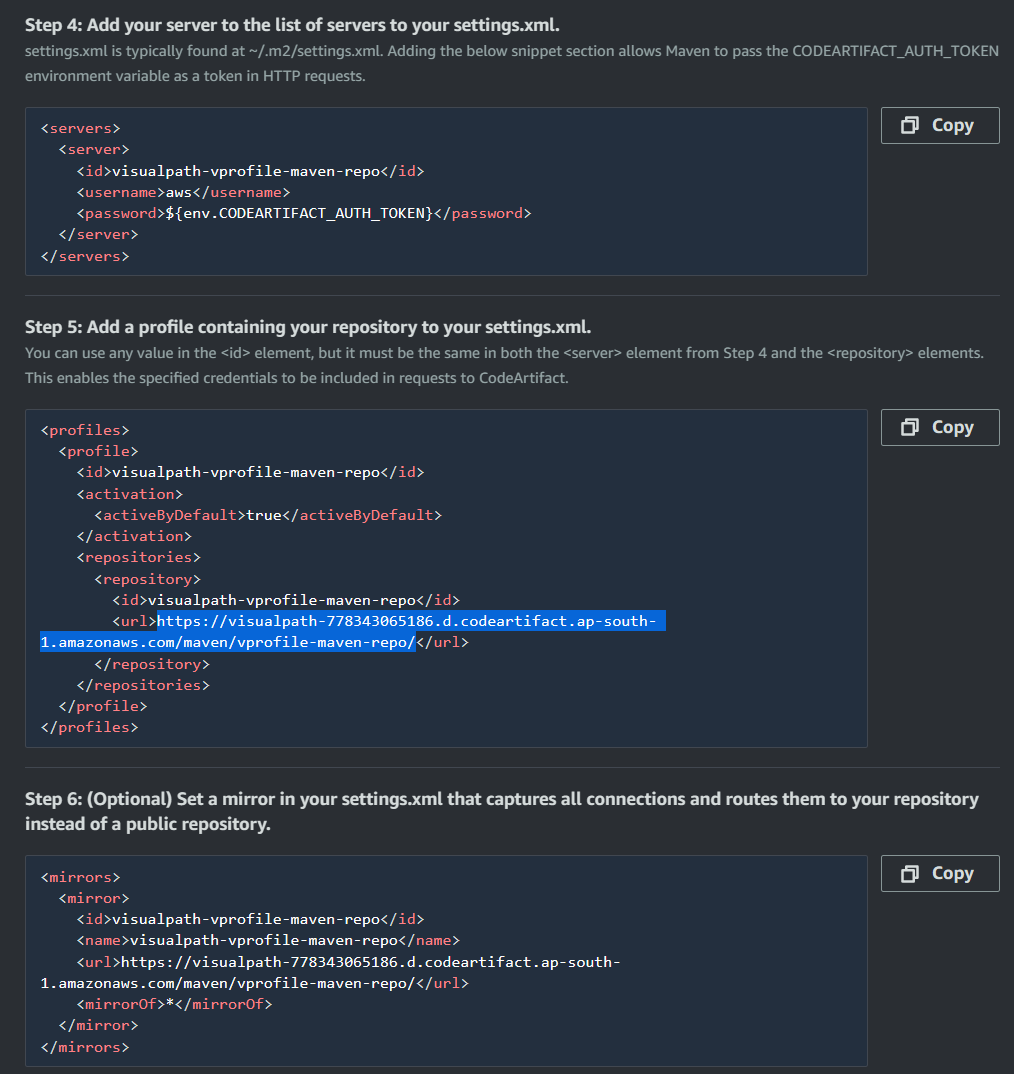 Step 4: Add your server to the list of servers to your settings.xml.
settings.xml is typically found at ~/.m2/settings.xml. Adding the below snippet section allows Maven to pass the CODEARTIFACT_AUTH_TOKEN
environment variable as a token in HTTP requests.
<servers>
  <server>
    <id>visualpath-vprofile-maven-repo</id>
    <username>aws</username>
    <password>${env.CODEARTIFACT_AUTH_TOKEN}</password>
  </server>
</servers>
Copy
Step 5: Add a profile containing your repository to your settings.xml.
You can use any value in the <id> element, but it must be the same in both the <server> element from Step 4 and the <repository> elements.
This enables the specified credentials to be included in requests to CodeArtifact.
<profiles>
  <profile>
    <id>visualpath-vprofile-maven-repo</id>
    <activation>
      <activeByDefault>true</activeByDefault>
    </activation>
    <repositories>
      <repository>
        <id>visualpath-vprofile-maven-repo</id>
        <url>https://visualpath-778343065186.d.codeartifact.ap-south-
1.amazonaws.com/maven/vprofile-maven-repo/</url>
      </repository>
    </repositories>
  </profile>
</profiles>
Copy
Step 6: (Optional) Set a mirror in your settings.xml that captures all connections and routes them to your repository
instead of a public repository.
<mirrors>
  <mirror>
    <id>visualpath-vprofile-maven-repo</id>
    <name>visualpath-vprofile-maven-repo</name>
    <url>https://visualpath-778343065186.d.codeartifact.ap-south-
1.amazonaws.com/maven/vprofile-maven-repo/</url>
    <mirrorOf>*</mirrorOf>
  </mirror>
</mirrors>
Copy